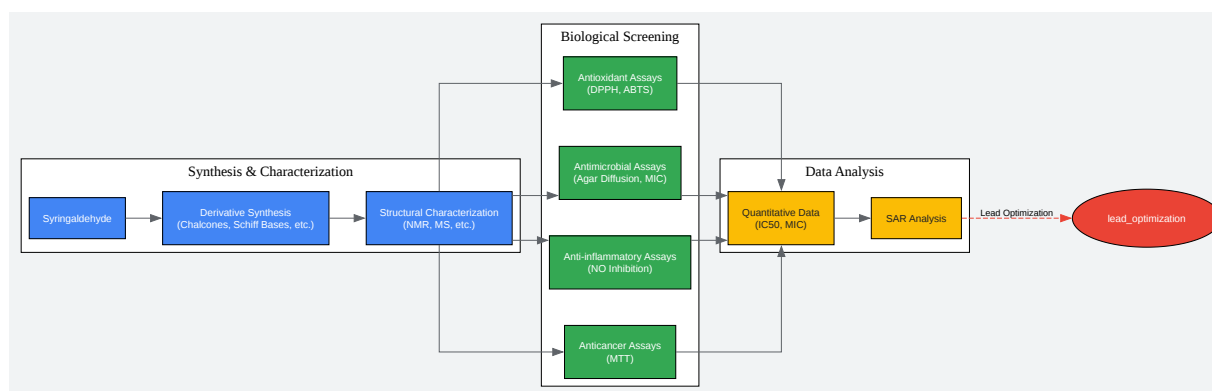 Synthesis & Characterization
Syringaldehyde
Derivative Synthesis
(Chalcones, Schiff Bases, etc.)
Structural Characterization
(NMR, MS, etc.)
Biological Screening
Antioxidant Assays
(DPPH, ABTS)
Antimicrobial Assays
(Agar Diffusion, MIC)
Anti-inflammatory Assays
(NO Inhibition)
Anticancer Assays
(MTT)
Data Analysis
Quantitative Data
(IC50, MIC)
SAR Analysis
Lead Optimization
lead_optimization